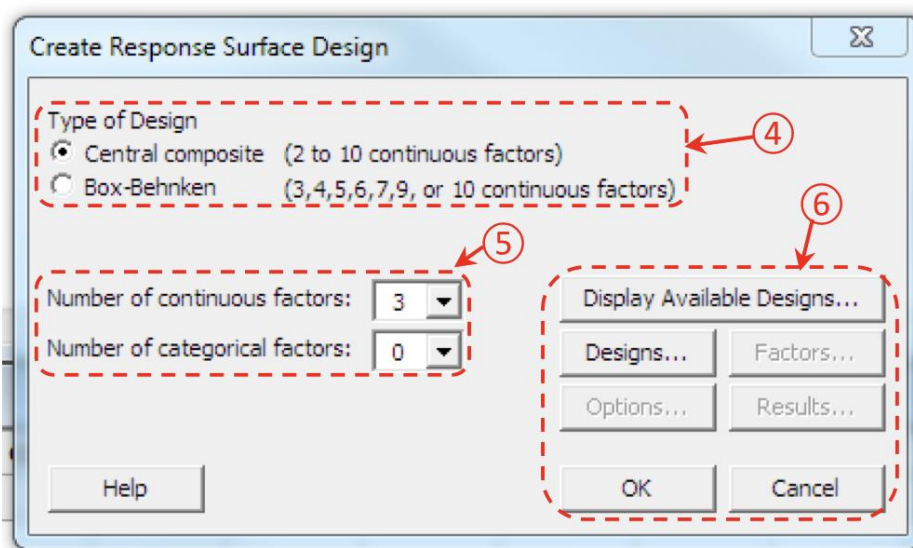 Create Response Surface Design
Type of Design
④
Central composite (2 to 10 continuous factors)
Box-Behnken (3,4,5,6,7,9, or 10 continuous factors)
⑥
⑤
Number of continuous factors: 3
Display Available Designs...
Number of categorical factors: 0
Designs... Factors...
Options... Results...
Help OK Cancel